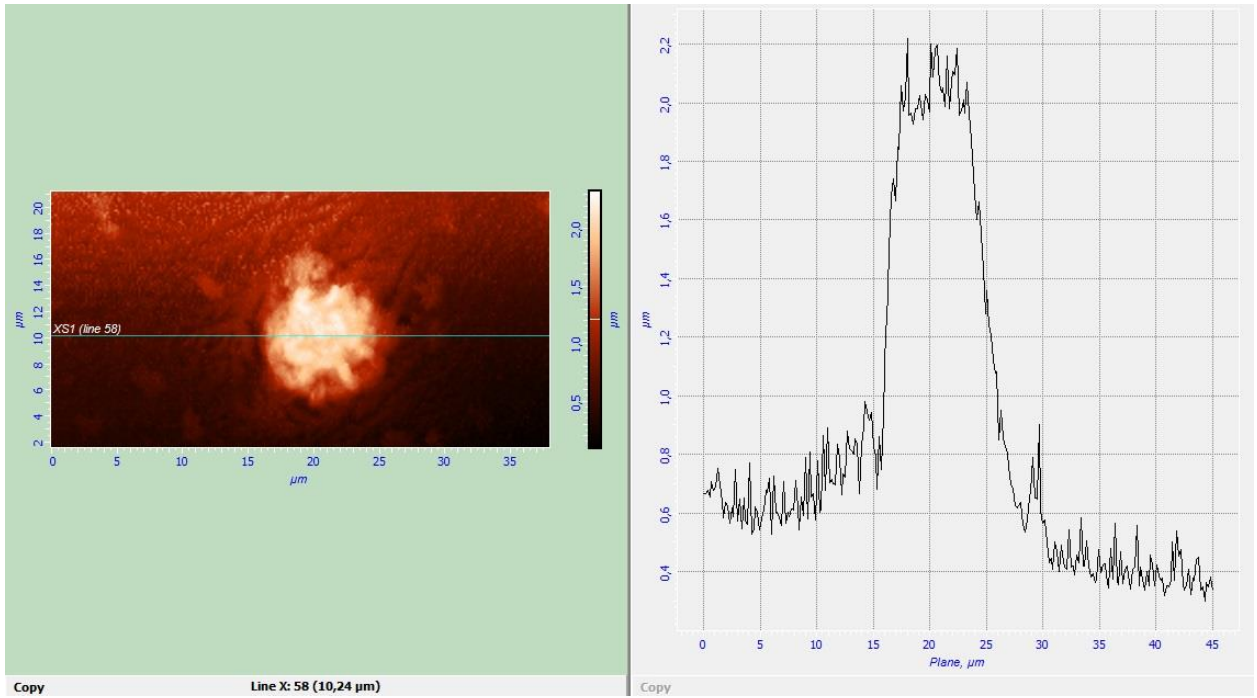 µm
20
18
16
14
12
10
8
6
4
2
XS1 (line 58)
0 5 10 15 20 25 30 35
µm
2,0
1,5
1,0
0,5
µm
Copy Line X: 58 (10,24 µm)
2,2
2,0
1,8
1,6
1,4
1,2
1,0
0,8
0,6
0,4
µm
0 5 10 15 20 25 30 35 40 45
Plane, µm
Copy